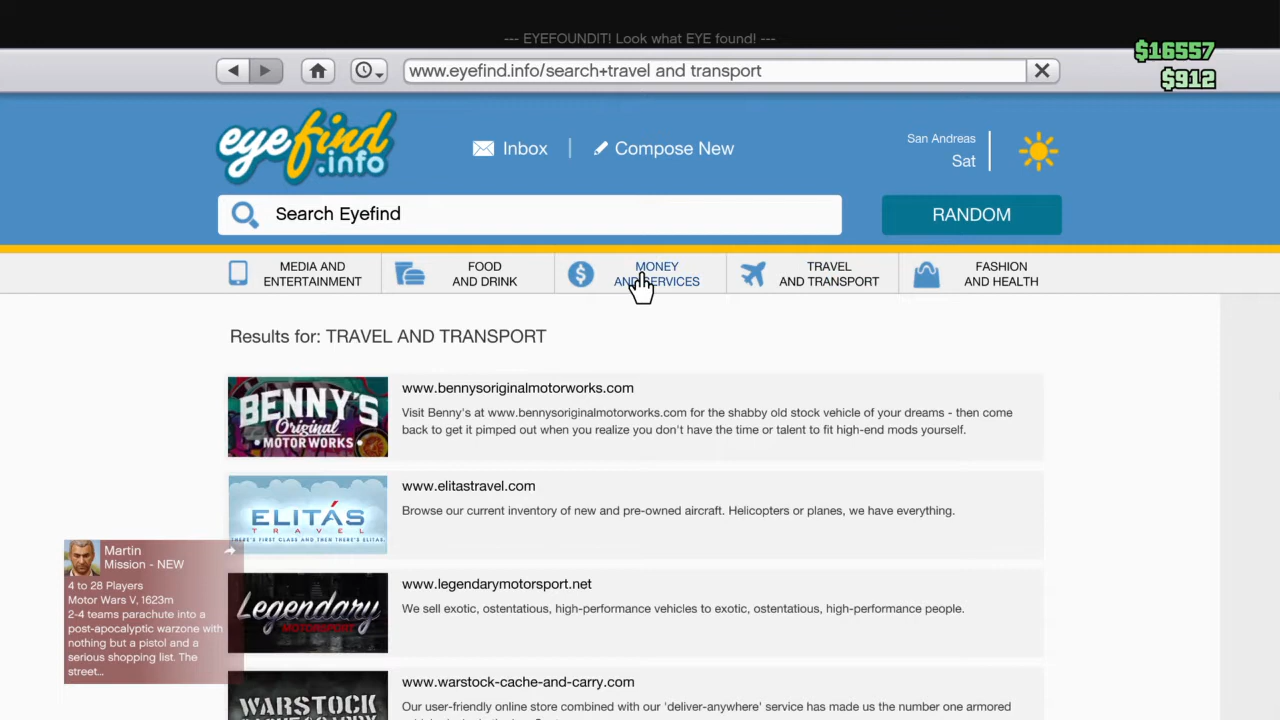 --- EYEFOUNDIT! Look what EYE found! ---
$16557
$912
www.eyefind.info/search+travel and transport
eyefind
.info
Inbox
Compose New
San Andreas
Sat
Search Eyefind
RANDOM
MEDIA AND
ENTERTAINMENT
FOOD
AND DRINK
MONEY
AND SERVICES
TRAVEL
AND TRANSPORT
FASHION
AND HEALTH
Results for: TRAVEL AND TRANSPORT
BENNY'S
Original
MOTOR WORKS
www.bennysoriginalmotorworks.com
Visit Benny's at www.bennysoriginalmotorworks.com for the shabby old stock vehicle of your dreams - then come
back to get it pimped out when you realize you don't have the time or talent to fit high-end mods yourself.
ELITÁS
TRAVEL
THERE'S FIRST CLASS AND THEN THERE'S ELITAS
www.elitastravel.com
Browse our current inventory of new and pre-owned aircraft. Helicopters or planes, we have everything.
Martin
Mission - NEW
4 to 28 Players
Motor Wars V, 1623m
2-4 teams parachute into a
post-apocalyptic warzone with
nothing but a pistol and a
serious shopping list. The
street...
Legendary
MOTORSPORT
www.legendarymotorsport.net
We sell exotic, ostentatious, high-performance vehicles to exotic, ostentatious, high-performance people.
WARSTOCK
www.warstock-cache-and-carry.com
Our user-friendly online store combined with our 'deliver-anywhere' service has made us the number one armored